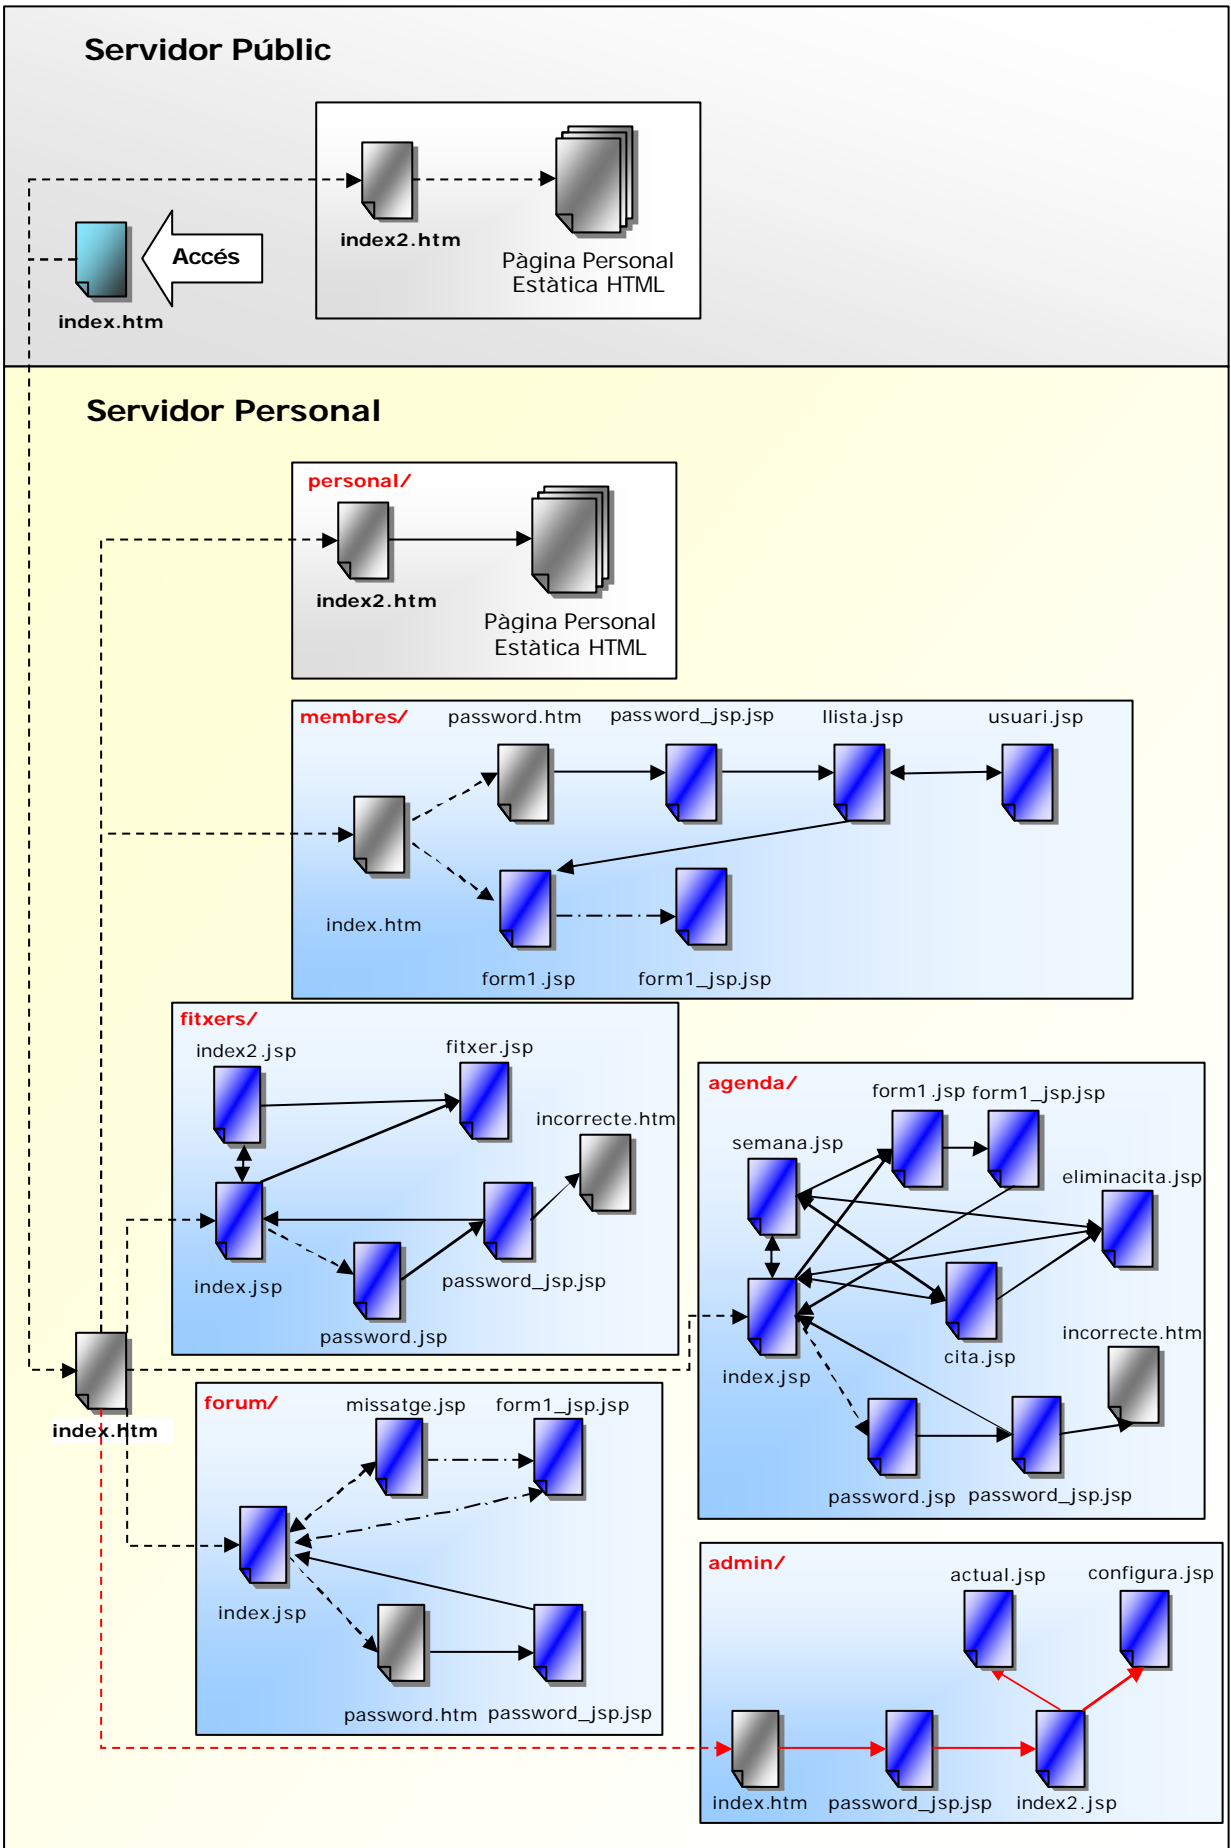 Servidor Públic
index2.htm
Pàgina Personal
Estàtica HTML
Accés
index.htm
Servidor Personal
personal/
index2.htm
Pàgina Personal
Estàtica HTML
membres/
password.htm
password_jsp.jsp
llista.jsp
usuari.jsp
index.htm
form1.jsp
form1_jsp.jsp
fitxers/
index2.jsp
fitxer.jsp
incorrecte.htm
index.jsp
password_jsp.jsp
password.jsp
agenda/
form1.jsp
form1_jsp.jsp
semana.jsp
eliminacita.jsp
cita.jsp
incorrecte.htm
index.jsp
password.jsp
password_jsp.jsp
index.htm
forum/
missatge.jsp
form1_jsp.jsp
index.jsp
password.htm
password_jsp.jsp
admin/
actual.jsp
configura.jsp
index.htm
password_jsp.jsp
index2.jsp